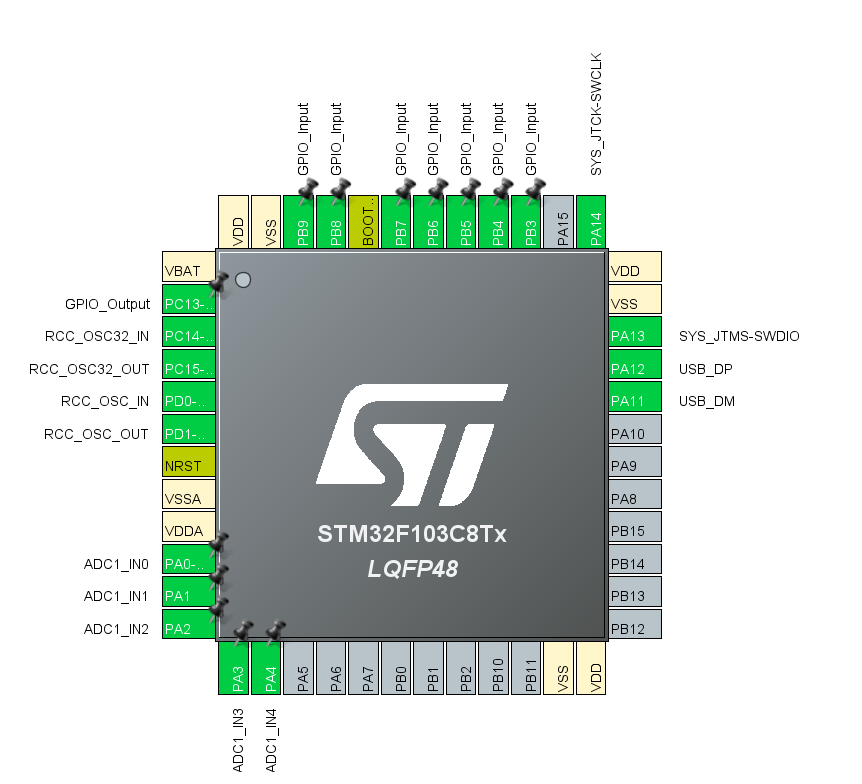 SYS_JTCK-SWCLK
GPIO_Input
GPIO_Input
GPIO_Input
GPIO_Input
GPIO_Input
GPIO_Input
GPIO_Input
VDD
VSS
PB9
PB8
BOOT..
PB7
PB6
PB5
PB4
PB3
PA15
PA14
VBAT
GPIO_Output PC13-..
RCC_OSC32_IN PC14-..
RCC_OSC32_OUT PC15-..
RCC_OSC_IN PD0-..
RCC_OSC_OUT PD1-..
NRST
VSSA
VDDA
ADC1_IN0 PA0-..
ADC1_IN1 PA1
ADC1_IN2 PA2
VDD
VSS
PA13 SYS_JTMS-SWDIO
PA12 USB_DP
PA11 USB_DM
PA10
PA9
PA8
PB15
PB14
PB13
PB12
ST
STM32F103C8Tx
LQFP48
PA3
PA4
PA5
PA6
PA7
PB0
PB1
PB2
PB10
PB11
VSS
VDD
ADC1_IN3
ADC1_IN4